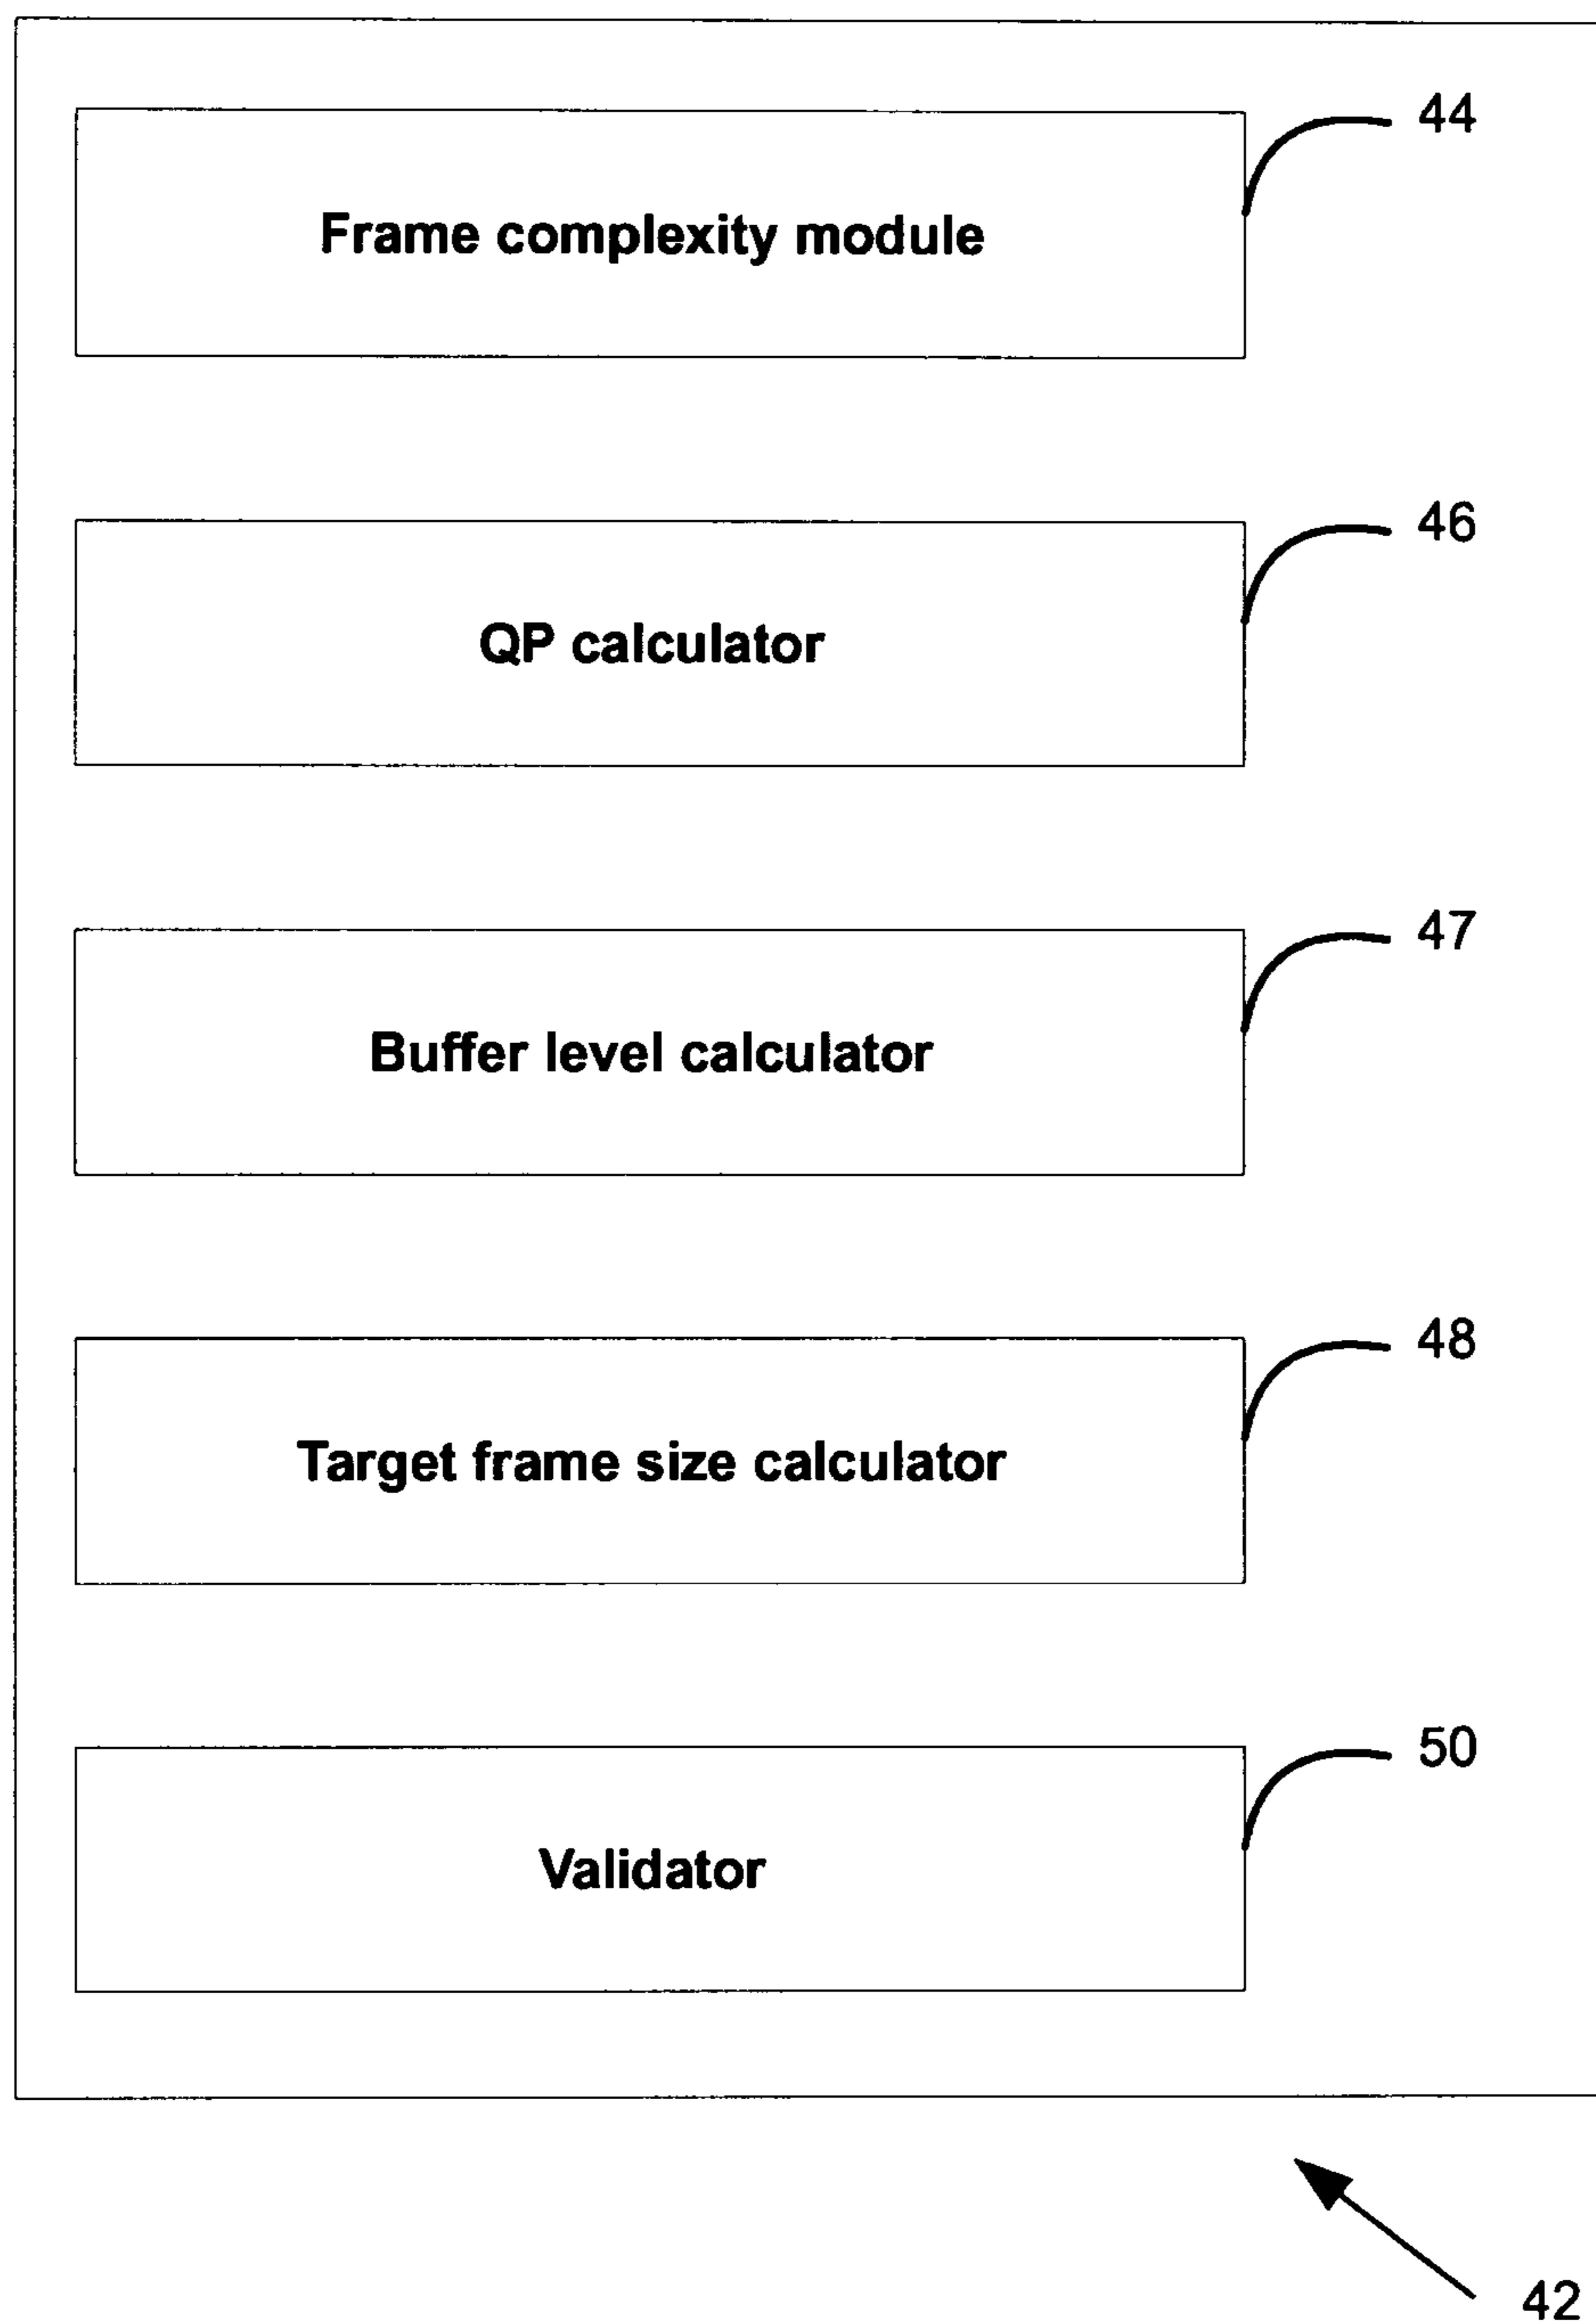 44
Frame complexity module
46
QP calculator
47
Buffer level calculator
48
Target frame size calculator
50
Validator
42